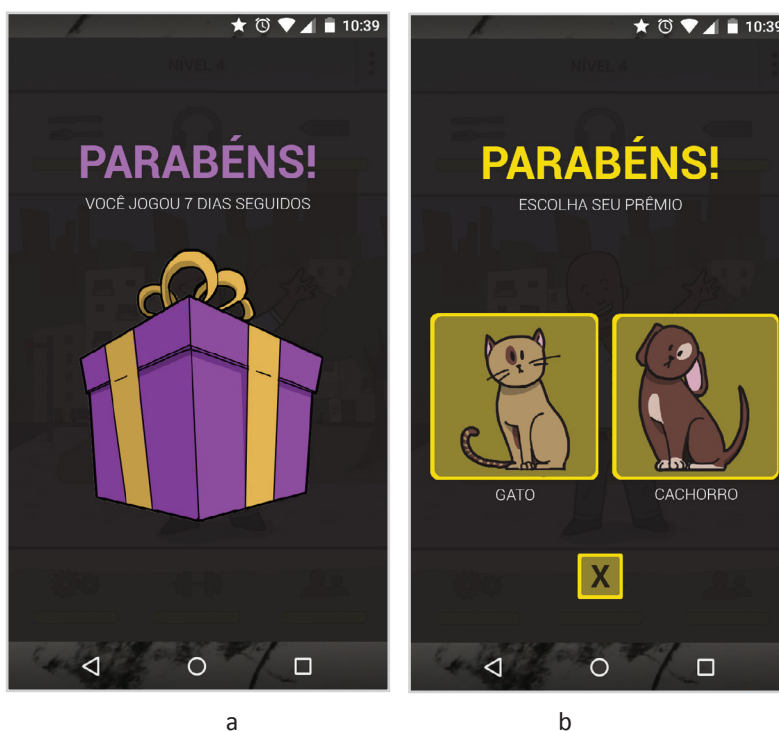 10:39
NÍVEL 4
PARABÉNS!
VOCÊ JOGOU 7 DIAS SEGUIDOS
a
10:39
NÍVEL 4
PARABÉNS!
ESCOLHA SEU PRÊMIO
GATO
CACHORRO
X
b